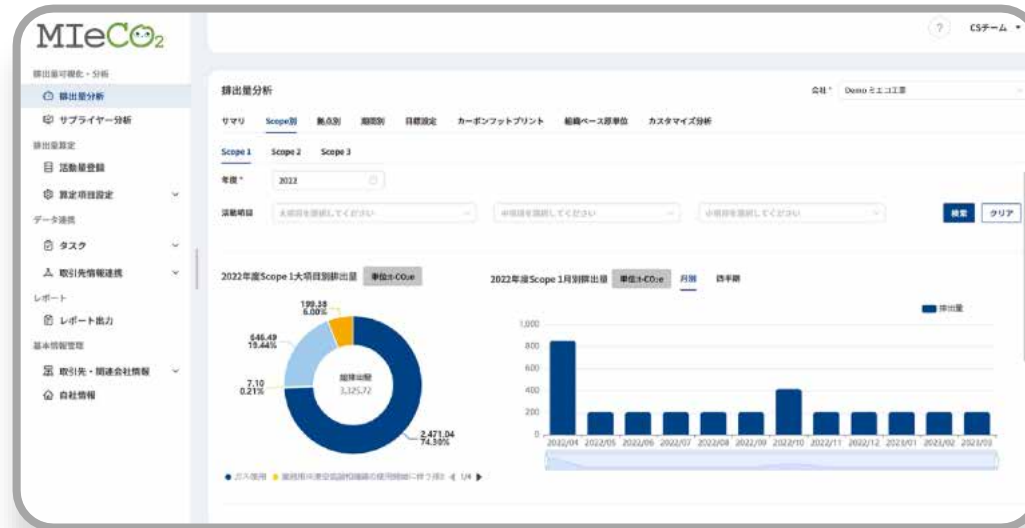 MIeCO2
CSチーム
排出量可視化・分析
排出量分析
サプライヤー分析
排出量算定
活動量登録
算定項目設定
データ連携
タスク
取引先情報連携
レポート
レポート出力
基本情報管理
取引先・関連会社情報
自社情報
排出量分析
会社* Demo ミエコ工業
サマリ Scope別 拠点別 期間別 目標設定 カーボンフットプリント 組織ベース原単位 カスタマイズ分析
Scope 1 Scope 2 Scope 3
年度* 2022
活動項目 大項目を選択してください 中項目を選択してください 小項目を選択してください 検索 クリア
2022年度Scope 1大項目別排出量 単位:t-CO₂e
199.38
6.00%
646.49
19.44%
7.10
0.21%
総排出量
3,325.72
2,471.04
74.30%
ガス使用
1/4
2022年度Scope 1月別排出量 単位:t-CO₂e 月別 四半期
排出量
1,000
800
600
400
200
0
2022/04 2022/05 2022/06 2022/07 2022/08 2022/09 2022/10 2022/11 2022/12 2023/01 2023/02 2023/03